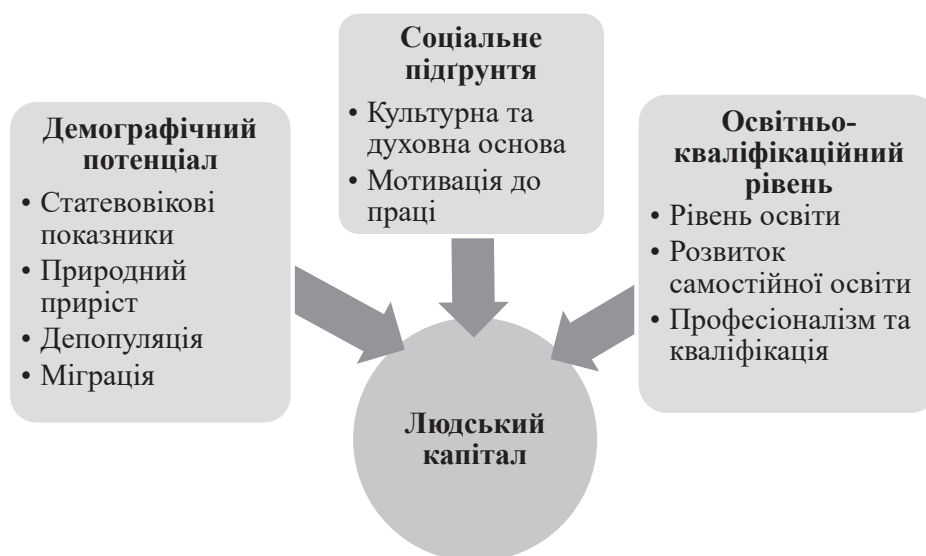 Соціальне
підґрунтя
• Культурна та
духовна основа
• Мотивація до
праці
Демографічний
потенціал
• Статевовікові
показники
• Природний
приріст
• Депопуляція
• Міграція
Освітньо-
кваліфікаційний
рівень
• Рівень освіти
• Розвиток
самостійної освіти
• Професіоналізм та
кваліфікація
Людський
капітал